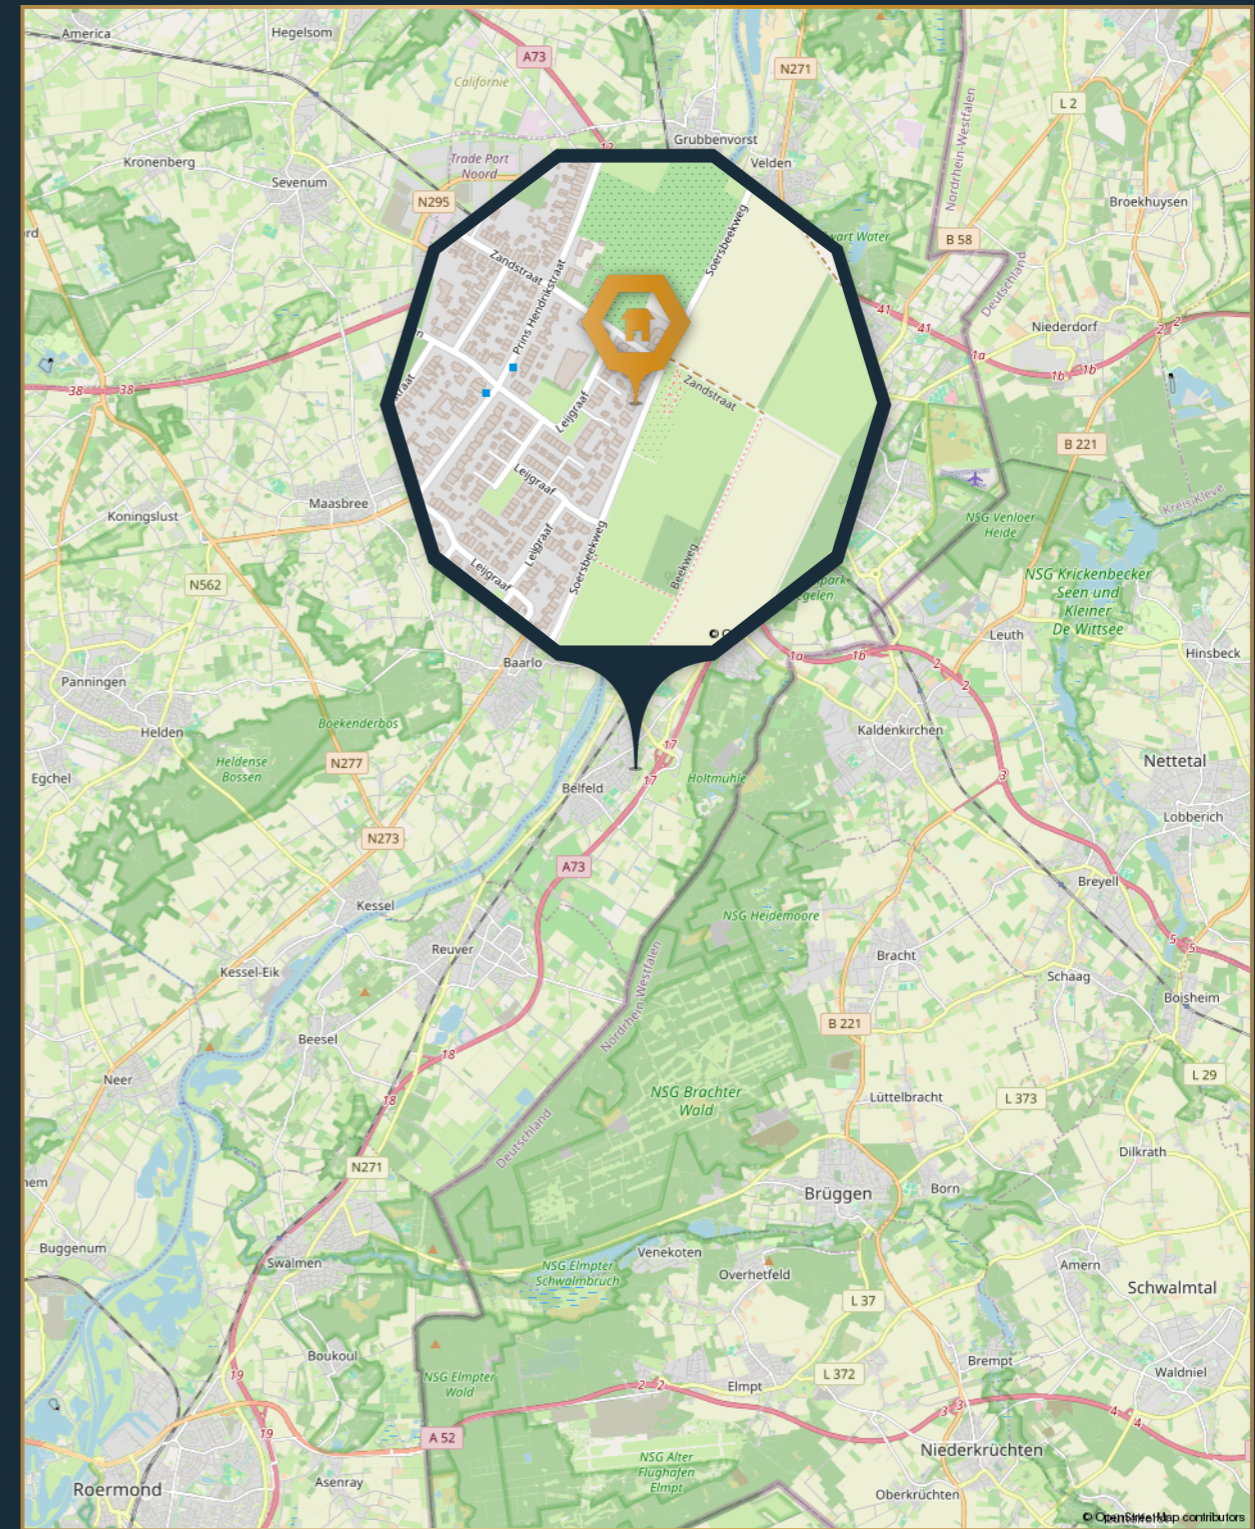 America
Hegelsom
A73
Californie
N271
L 2
Nordrhein-Westfalen
Grubbenvorst
Velden
Kronenberg
Trade Port
Noord
Sevenum
N295
Broekhuysen
B 58
Deutschland
Zandstraat
Prins Hendrikstraat
Soersbeekweg
41
41
Niederdorf
2
2
1a
1b
1b
38
38
Zandstraat
Leijgraaf
B 221
Leijgraaf
Maasbree
Koningslust
Kreis Kleve
NSG Venloer
Heide
Leijgraaf
Soersbeekweg
Beekweg
Leijgraaf
N562
NSG Krickenbecker
Seen und
Kleiner
De Wittsee
Leuth
Hinsbeck
Baarlo
1a
1b
2
2
Panningen
Helden
Boekenderbos
Kaldenkirchen
17
Heldense
Bossen
N277
Egchel
Belfeld
17
Holtmühle
3
Nettetal
Lobberich
N273
A73
Breyell
Kessel
NSG Heidemoore
Reuver
Kessel-Eik
Bracht
5
5
Schaag
Boisheim
Nordrhein-Westfalen
B 221
Beesel
18
Neer
18
NSG Brachter
Wald
Lüttelbracht
L 373
L 29
Deutschland
N271
Dilkrath
Brüggen
Born
Buggenum
Swalmen
NSG Elmpter
Schwalmbruch
Venekoten
Overhetfeld
Amern
Schwalmtal
L 37
Boukoul
NSG Elmpter
Wald
19
2
2
Elmpt
L 372
Brempt
Waldniel
3
3
4
4
19
A 52
Niederkrüchten
NSG Alter
Flughafen
Elmpt
Roermond
Asenray
Oberkrüchten
© OpenStreetMap contributors